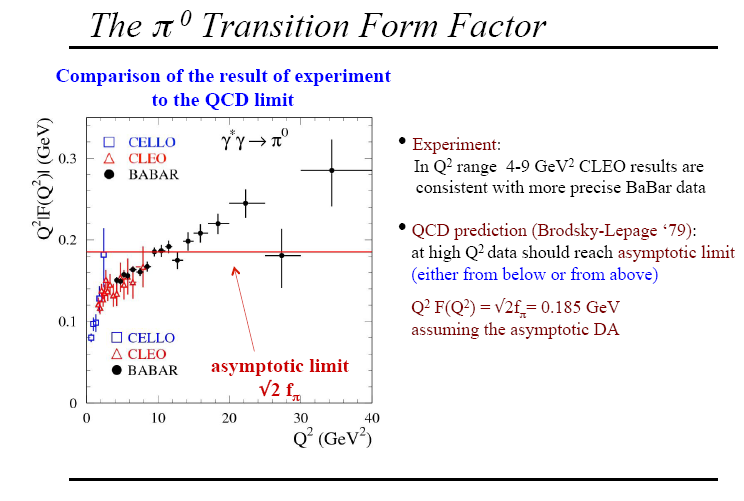 The π⁰ Transition Form Factor
Comparison of the result of experiment
to the QCD limit
Q²|F(Q²)| (GeV)
γ*γ→π⁰
CELLO
CLEO
BABAR
0.3
0.2
0.1
0
CELLO
CLEO
BABAR
asymptotic limit
√2 fπ
0
10
20
30
40
Q² (GeV²)
• Experiment:
In Q² range 4-9 GeV² CLEO results are
consistent with more precise BaBar data
• QCD prediction (Brodsky-Lepage ‘79):
at high Q² data should reach asymptotic limit
(either from below or from above)
Q² F(Q²) = √2fπ= 0.185 GeV
assuming the asymptotic DA